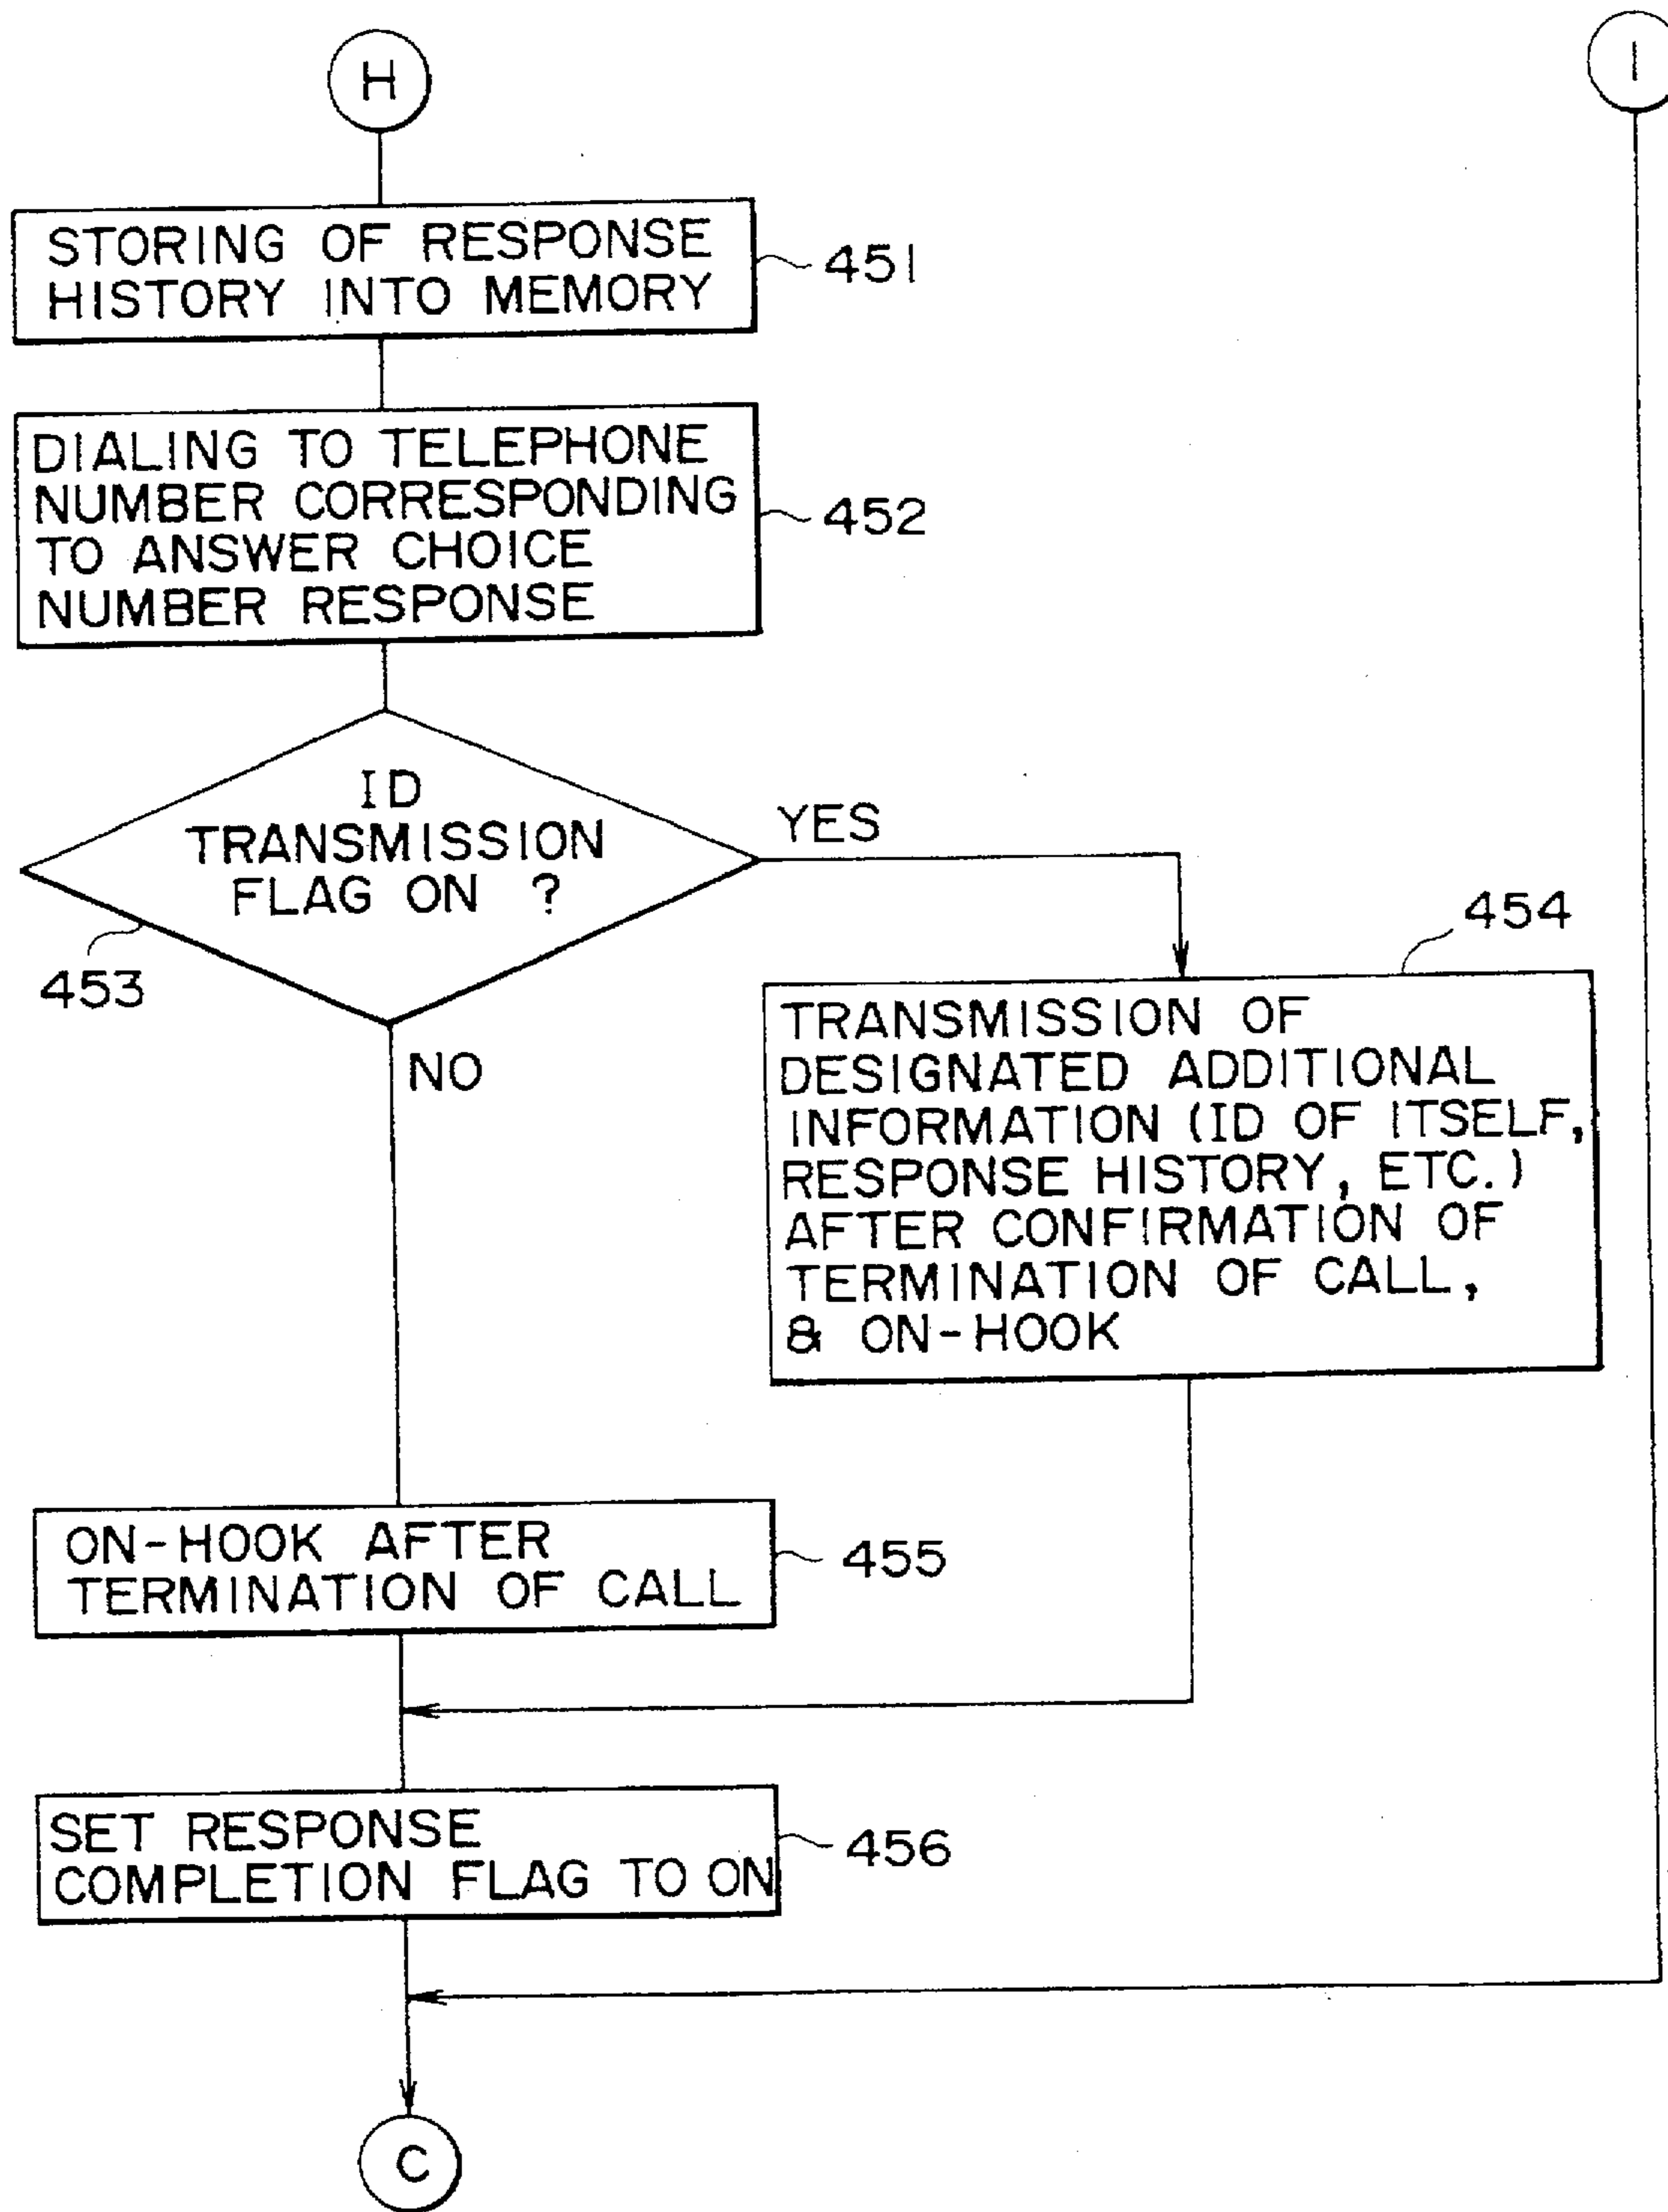 H
I
STORING OF RESPONSE
HISTORY INTO MEMORY
451
DIALING TO TELEPHONE
NUMBER CORRESPONDING
TO ANSWER CHOICE
NUMBER RESPONSE
452
ID
TRANSMISSION
FLAG ON ?
YES
453
NO
454
TRANSMISSION OF
DESIGNATED ADDITIONAL
INFORMATION (ID OF ITSELF,
RESPONSE HISTORY, ETC.)
AFTER CONFIRMATION OF
TERMINATION OF CALL,
& ON-HOOK
ON-HOOK AFTER
TERMINATION OF CALL
455
SET RESPONSE
COMPLETION FLAG TO ON
456
C